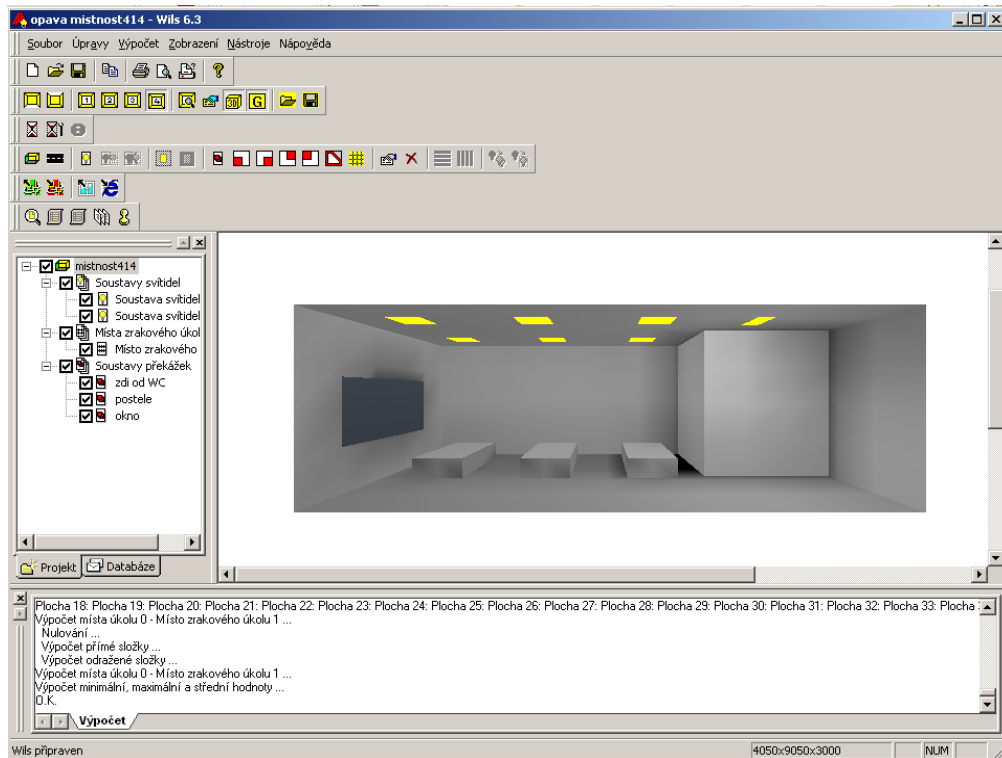 opava mistnost414 - Wils 6.3
Soubor Úpravy Výpočet Zobrazení Nástroje Nápověda
1 2 3 4 3D G
mistnost414
Soustavy svítidel
Soustava svítidel
Soustava svítidel
Místa zrakového úkol
Místo zrakového
Soustavy překážek
zdi od WC
postele
okno
Projekt Databáze
Plocha 18: Plocha 19: Plocha 20: Plocha 21: Plocha 22: Plocha 23: Plocha 24: Plocha 25: Plocha 26: Plocha 27: Plocha 28: Plocha 29: Plocha 30: Plocha 31: Plocha 32: Plocha 33: Plocha
Výpočet místa úkolu 0 - Místo zrakového úkolu 1 ...
Nulování ...
Výpočet přímé složky ...
Výpočet odražené složky ...
Výpočet místa úkolu 0 - Místo zrakového úkolu 1 ...
Výpočet minimální, maximální a střední hodnoty ...
O.K.
Výpočet
Wils připraven 4050x9050x3000 NUM